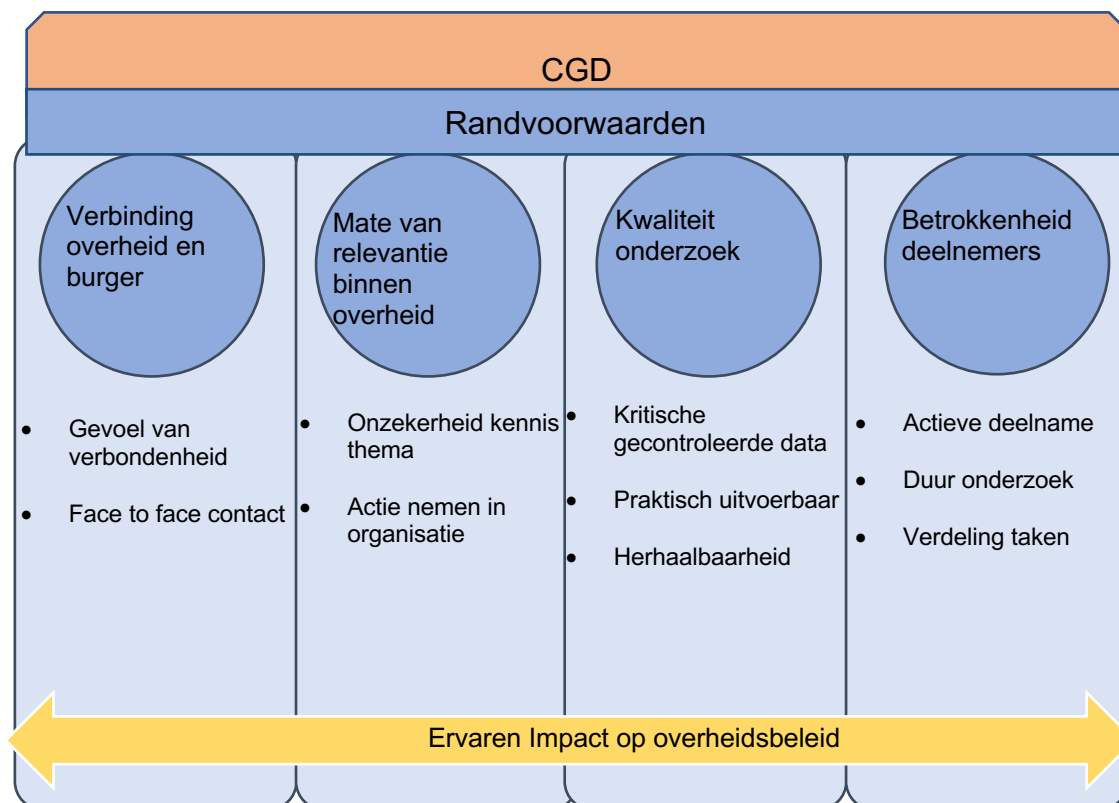 CGD
Randvoorwaarden
Verbinding
overheid en
burger
• Gevoel van
verbondenheid
• Face to face contact
Mate van
relevantie
binnen
overheid
• Onzekerheid kennis
thema
• Actie nemen in
organisatie
Kwaliteit
onderzoek
• Kritische
gecontroleerde data
• Praktisch uitvoerbaar
• Herhaalbaarheid
Betrokkenheid
deelnemers
• Actieve deelname
• Duur onderzoek
• Verdeling taken
Ervaren Impact op overheidsbeleid